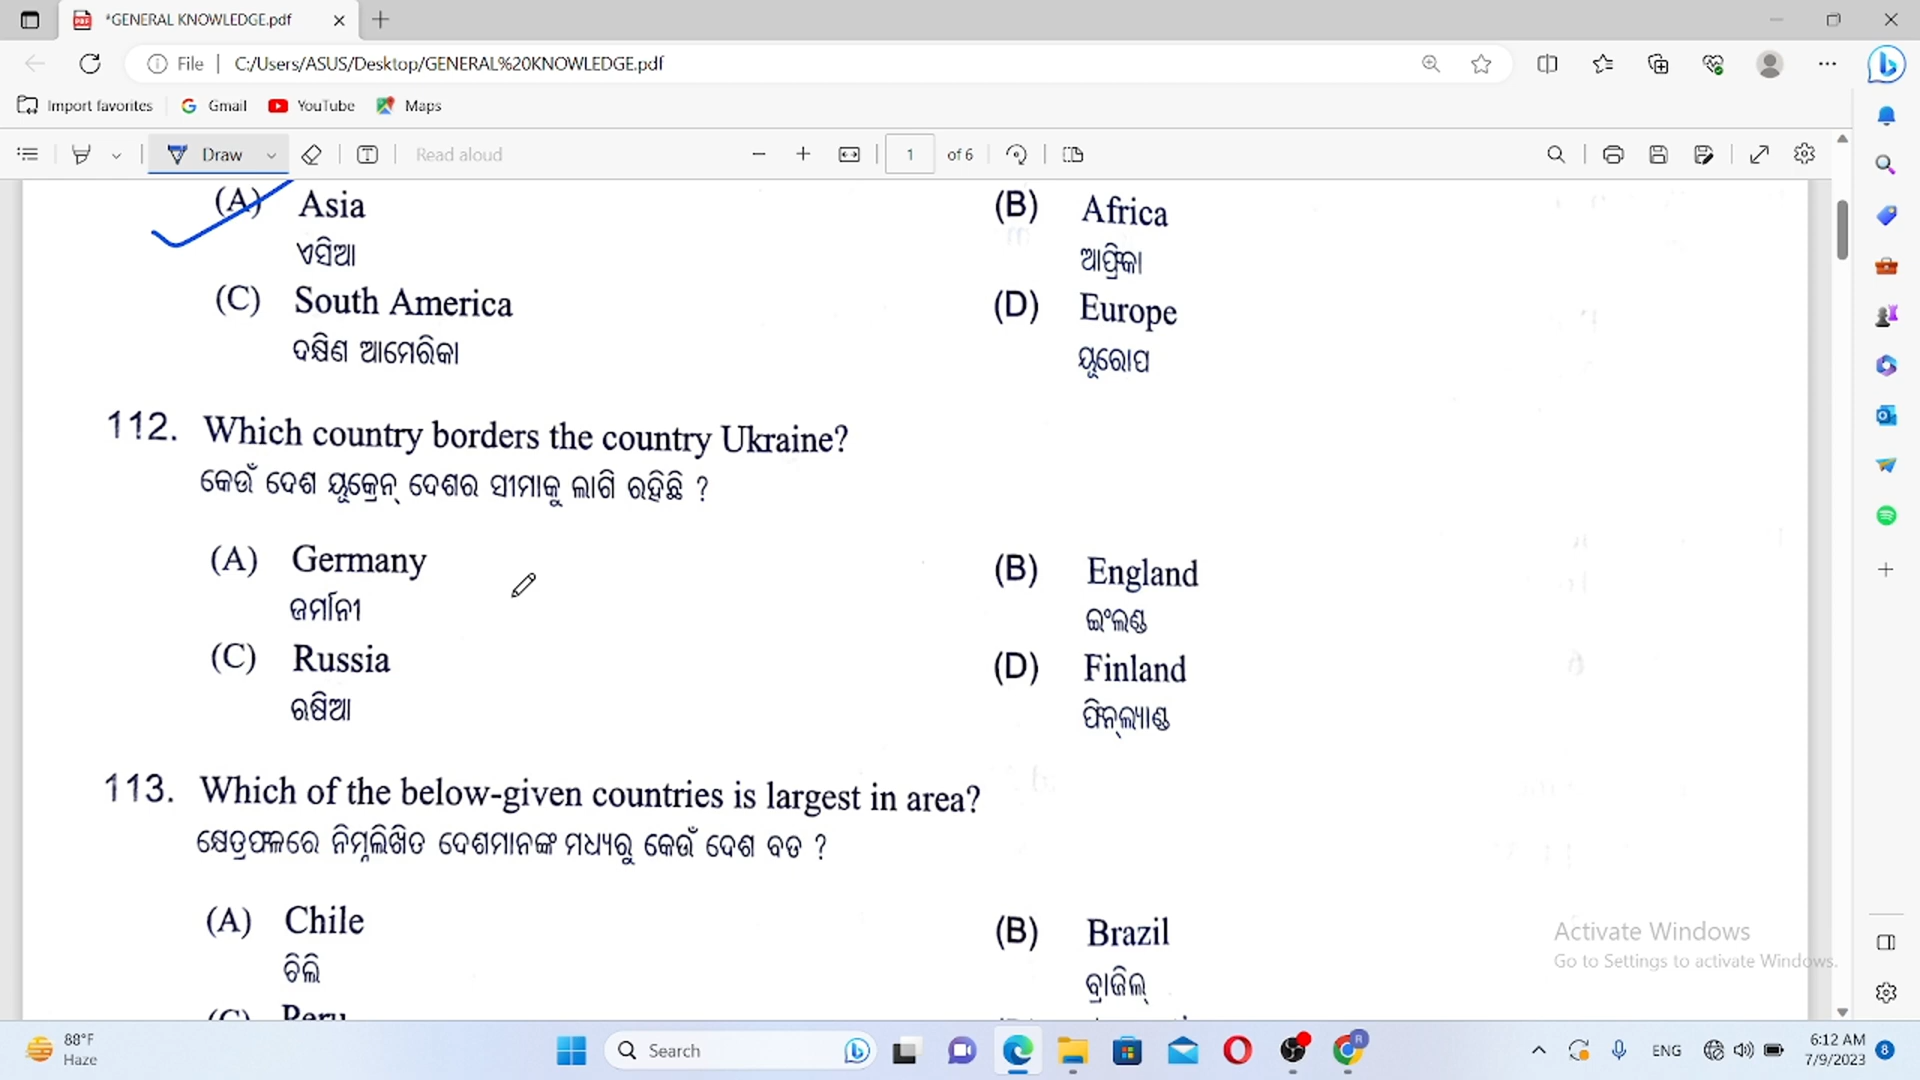 *GENERAL KNOWLEDGE.pdf
File | C:/Users/ASUS/Desktop/GENERAL%20KNOWLEDGE.pdf
Import favorites Gmail YouTube Maps
Draw Read aloud 1 of 6
(A) Asia (B) Africa
ଏସିଆ ଆଫ୍ରିକା
(C) South America (D) Europe
ଦକ୍ଷିଣ ଆମେରିକା ୟୁରୋପ
112. Which country borders the country Ukraine?
କେଉଁ ଦେଶ ୟୁକ୍ରେନ୍ ଦେଶର ସୀମାକୁ ଲାଗି ରହିଛି ?
(A) Germany (B) England
ଜର୍ମାନୀ ଇଂଲଣ୍ଡ
(C) Russia (D) Finland
ଋଷିଆ ଫିନ୍‌ଲ୍ୟାଣ୍ଡ
113. Which of the below-given countries is largest in area?
କ୍ଷେତ୍ରଫଳରେ ନିମ୍ନଲିଖିତ ଦେଶମାନଙ୍କ ମଧ୍ୟରୁ କେଉଁ ଦେଶ ବଡ ?
(A) Chile (B) Brazil
ଚିଲି ବ୍ରାଜିଲ୍
(C) Peru
Activate Windows
Go to Settings to activate Windows.
88°F
Haze
Search
ENG
6:12 AM
7/9/2023
8